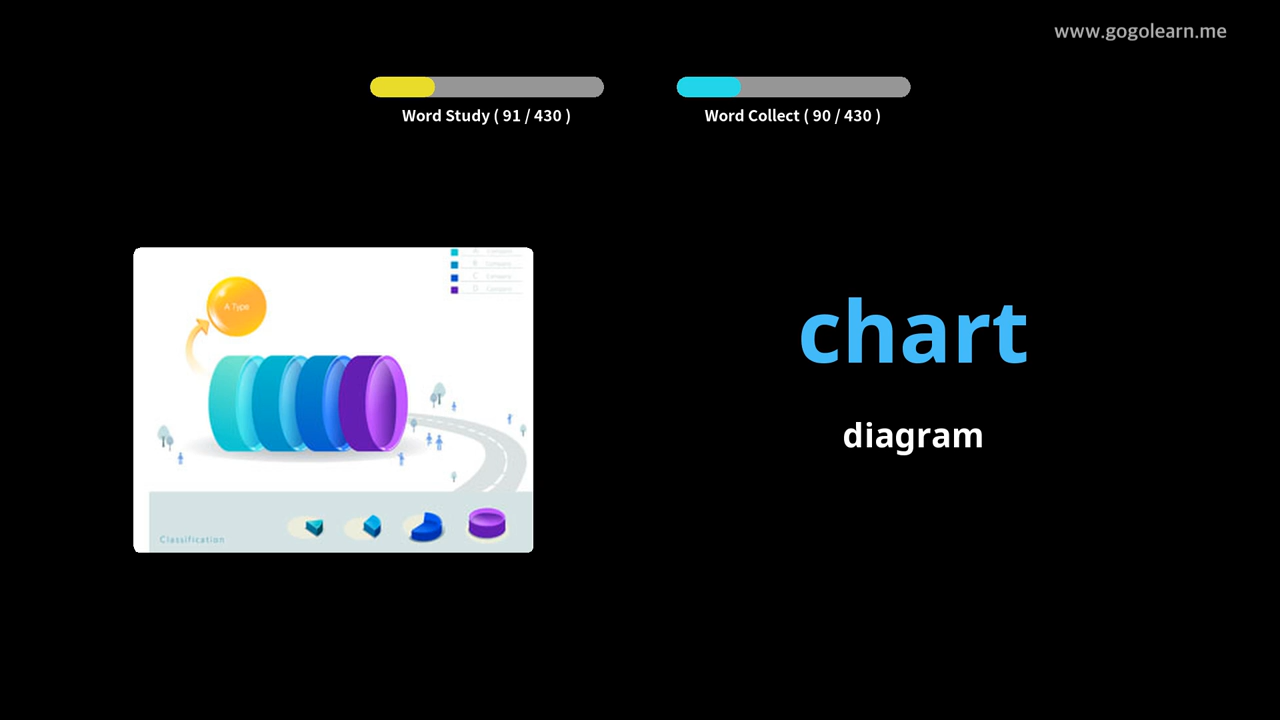 www.gogolearn.me
Word Study ( 91 / 430 )
Word Collect ( 90 / 430 )
A Type
B
C
D
chart
diagram
Classification